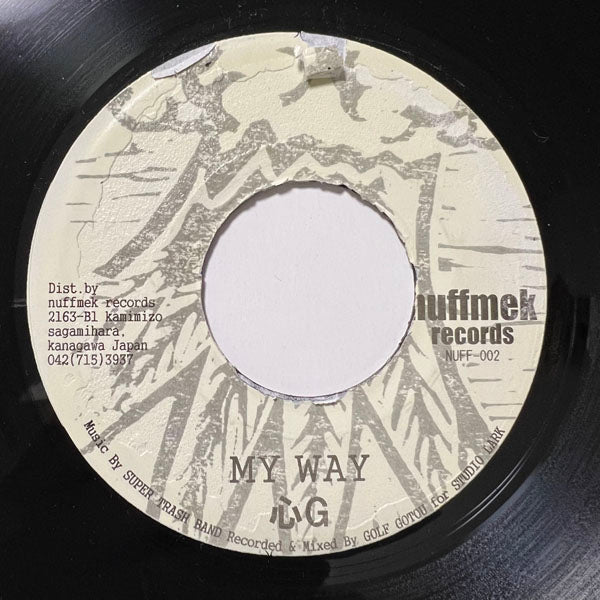 Dist.by
nuffmek records
2163-B1 kamimizo
sagamihara.
kanagawa Japan
042(715)3937
nuffmek
records
NUFF-002
MY WAY
心G
Music By SUPER TRASH BAND Recorded & Mixed By GOLF GOTOU for STUDIO LARK